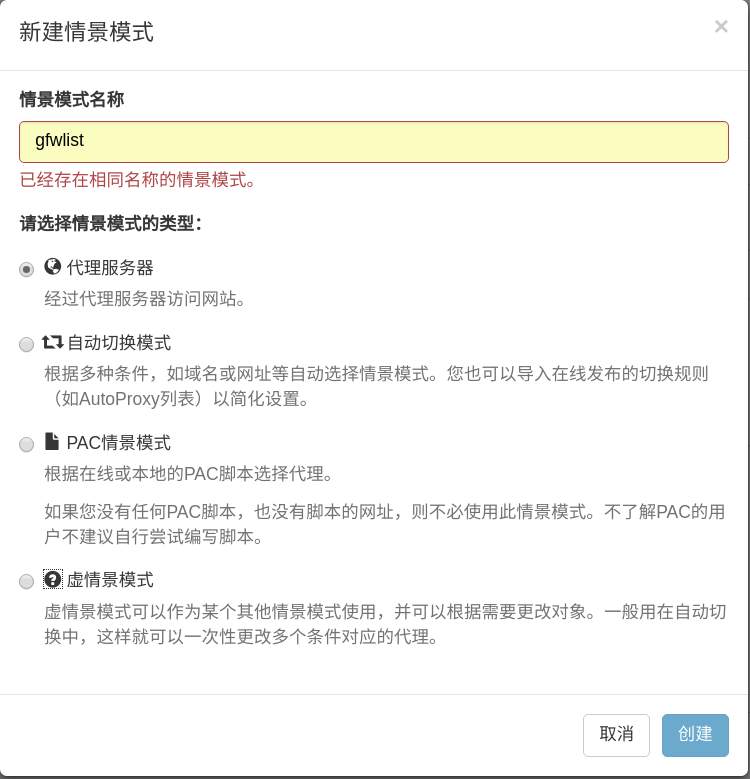 新建情景模式
×
情景模式名称
gfwlist
已经存在相同名称的情景模式。
请选择情景模式的类型：
代理服务器
经过代理服务器访问网站。
自动切换模式
根据多种条件，如域名或网址等自动选择情景模式。您也可以导入在线发布的切换规则
（如AutoProxy列表）以简化设置。
PAC情景模式
根据在线或本地的PAC脚本选择代理。
如果您没有任何PAC脚本，也没有脚本的网址，则不必使用此情景模式。不了解PAC的用
户不建议自行尝试编写脚本。
虚情景模式
虚情景模式可以作为某个其他情景模式使用，并可以根据需要更改对象。一般用在自动切
换中，这样就可以一次性更改多个条件对应的代理。
取消
创建